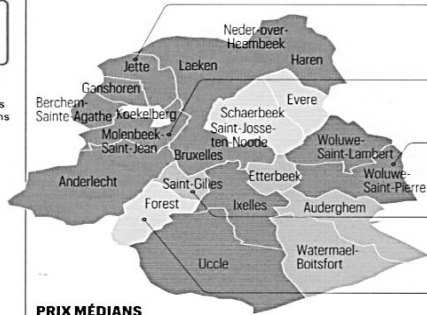 Neder-over-
Heembeek
Jette
Laeken
Haren
Ganshoren
s
ns
Berchem-
Sainte-Agathe
Koekelberg
Evere
Schaerbeek
Molenbeek-
Saint-Jean
Saint-Josse-
ten-Noode
Woluwe-
Saint-Lambert
Bruxelles
Anderlecht
Etterbeek
Woluwe-
Saint-Pierre
Saint-Gilles
Ixelles
Auderghem
Forest
Watermael-
Boitsfort
Uccle
PRIX MÉDIANS